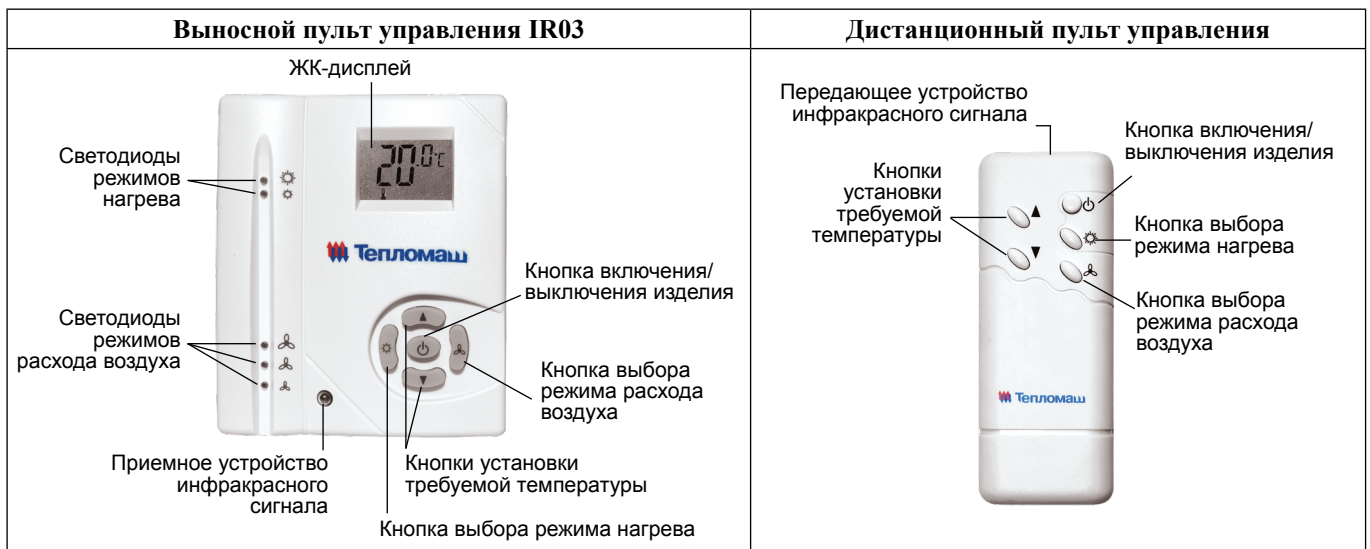 Выносной пульт управления IR03
ЖК-дисплей
20.0°c
Светодиоды
режимов
нагрева
Тепломаш
Кнопка включения/
выключения изделия
Светодиоды
режимов
расхода воздуха
Кнопка выбора
режима расхода
воздуха
Приемное устройство
инфракрасного
сигнала
Кнопки установки
требуемой температуры
Кнопка выбора режима нагрева
Дистанционный пульт управления
Передающее устройство
инфракрасного сигнала
Кнопка включения/
выключения изделия
Кнопки
установки
требуемой
температуры
Кнопка выбора
режима нагрева
Кнопка выбора
режима расхода
воздуха
Тепломаш